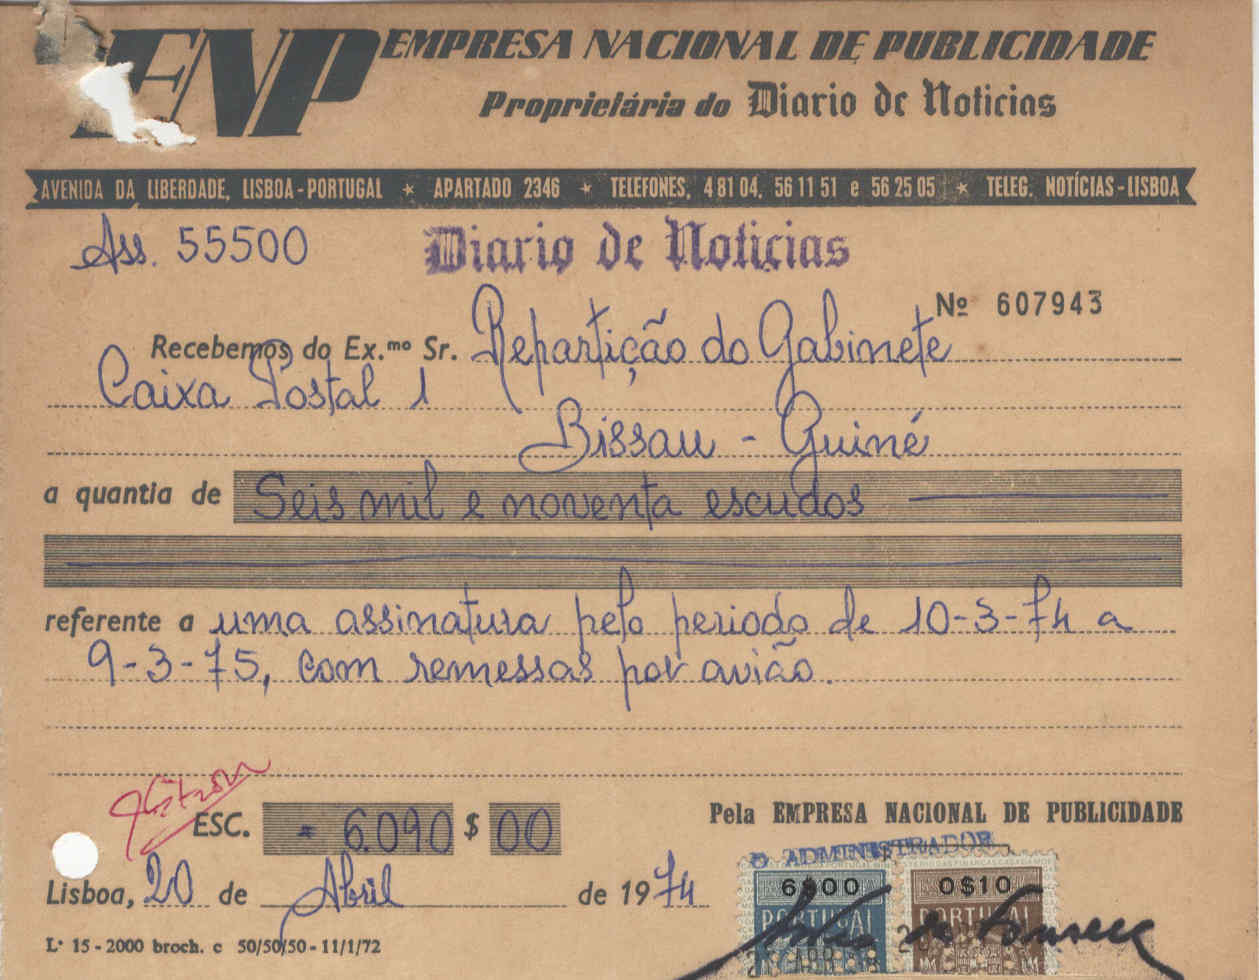 ENP EMPRESA NACIONAL DE PUBLICIDADE
Proprietária do Diario de Noticias
AVENIDA DA LIBERDADE, LISBOA - PORTUGAL ★ APARTADO 2346 ★ TELEFONES, 4 81 04, 56 11 51 e 56 25 05 ★ TELEG. NOTÍCIAS - LISBOA
Ass. 55500 Diario de Noticias
Nº 607943
Recebemos do Ex.mo Sr. Repartição do Gabinete
Caixa Postal 1
Bissau - Guiné
a quantia de Seis mil e noventa escudos
referente a uma assinatura pelo periodo de 10-3-74 a
9-3-75, com remessas por avião.
ESC. 6.090 $ 00
Pela EMPRESA NACIONAL DE PUBLICIDADE
O ADMINISTRADOR
Lisboa, 20 de Abril de 1974
6$00 0$10
PORTUGAL PORTUGAL
L.º 15 - 2000 broch. c 50/50/50 - 11/1/72